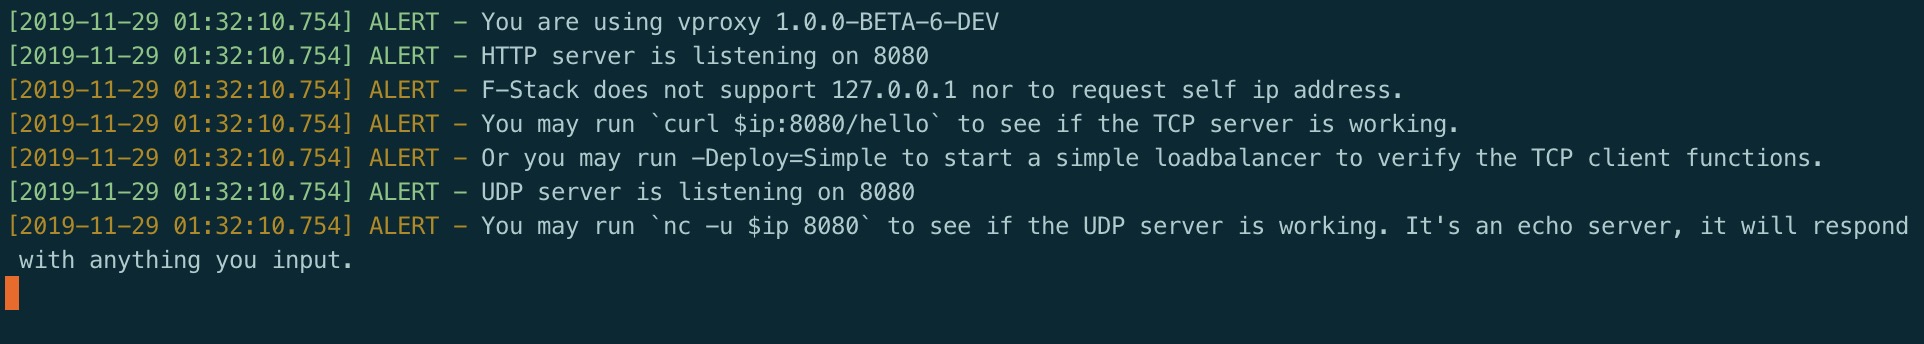 [2019-11-29 01:32:10.754] ALERT - You are using vproxy 1.0.0-BETA-6-DEV
[2019-11-29 01:32:10.754] ALERT - HTTP server is listening on 8080
[2019-11-29 01:32:10.754] ALERT - F-Stack does not support 127.0.0.1 nor to request self ip address.
[2019-11-29 01:32:10.754] ALERT - You may run `curl $ip:8080/hello` to see if the TCP server is working.
[2019-11-29 01:32:10.754] ALERT - Or you may run -Deploy=Simple to start a simple loadbalancer to verify the TCP client functions.
[2019-11-29 01:32:10.754] ALERT - UDP server is listening on 8080
[2019-11-29 01:32:10.754] ALERT - You may run `nc -u $ip 8080` to see if the UDP server is working. It's an echo server, it will respond
with anything you input.